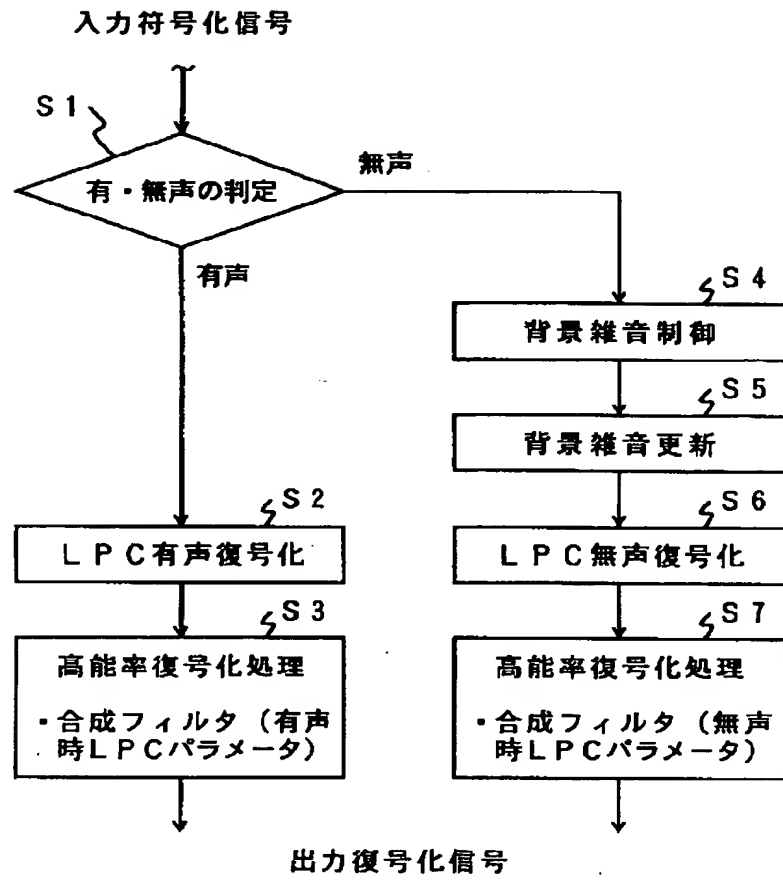 入力符号化信号
S1
有・無声の判定
無声
有声
S4
背景雑音制御
S5
背景雑音更新
S2
LPC有声復号化
S6
LPC無声復号化
S3
高能率復号化処理
・合成フィルタ（有声
時LPCパラメータ）
S7
高能率復号化処理
・合成フィルタ（無声
時LPCパラメータ）
出力復号化信号